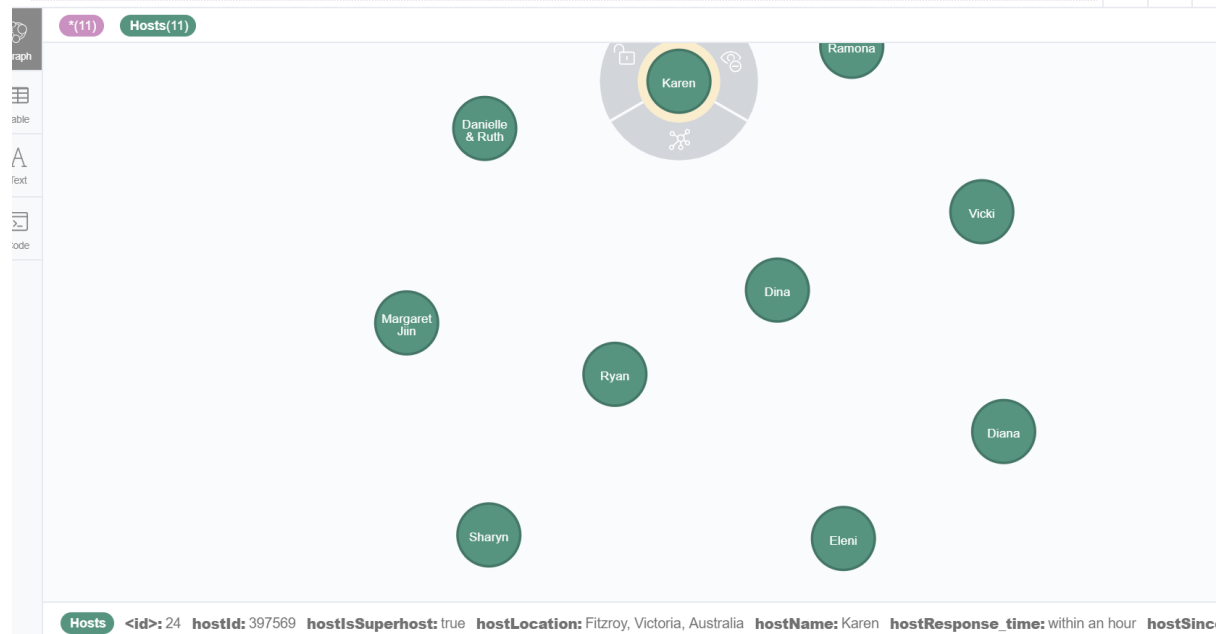 *(11) Hosts(11)
raph
able
Text
ode
Karen
Ramona
Danielle
& Ruth
Vicki
Dina
Margaret
Jiin
Ryan
Diana
Sharyn
Eleni
Hosts <id>: 24 hostId: 397569 hostIsSuperhost: true hostLocation: Fitzroy, Victoria, Australia hostName: Karen hostResponse_time: within an hour hostSince